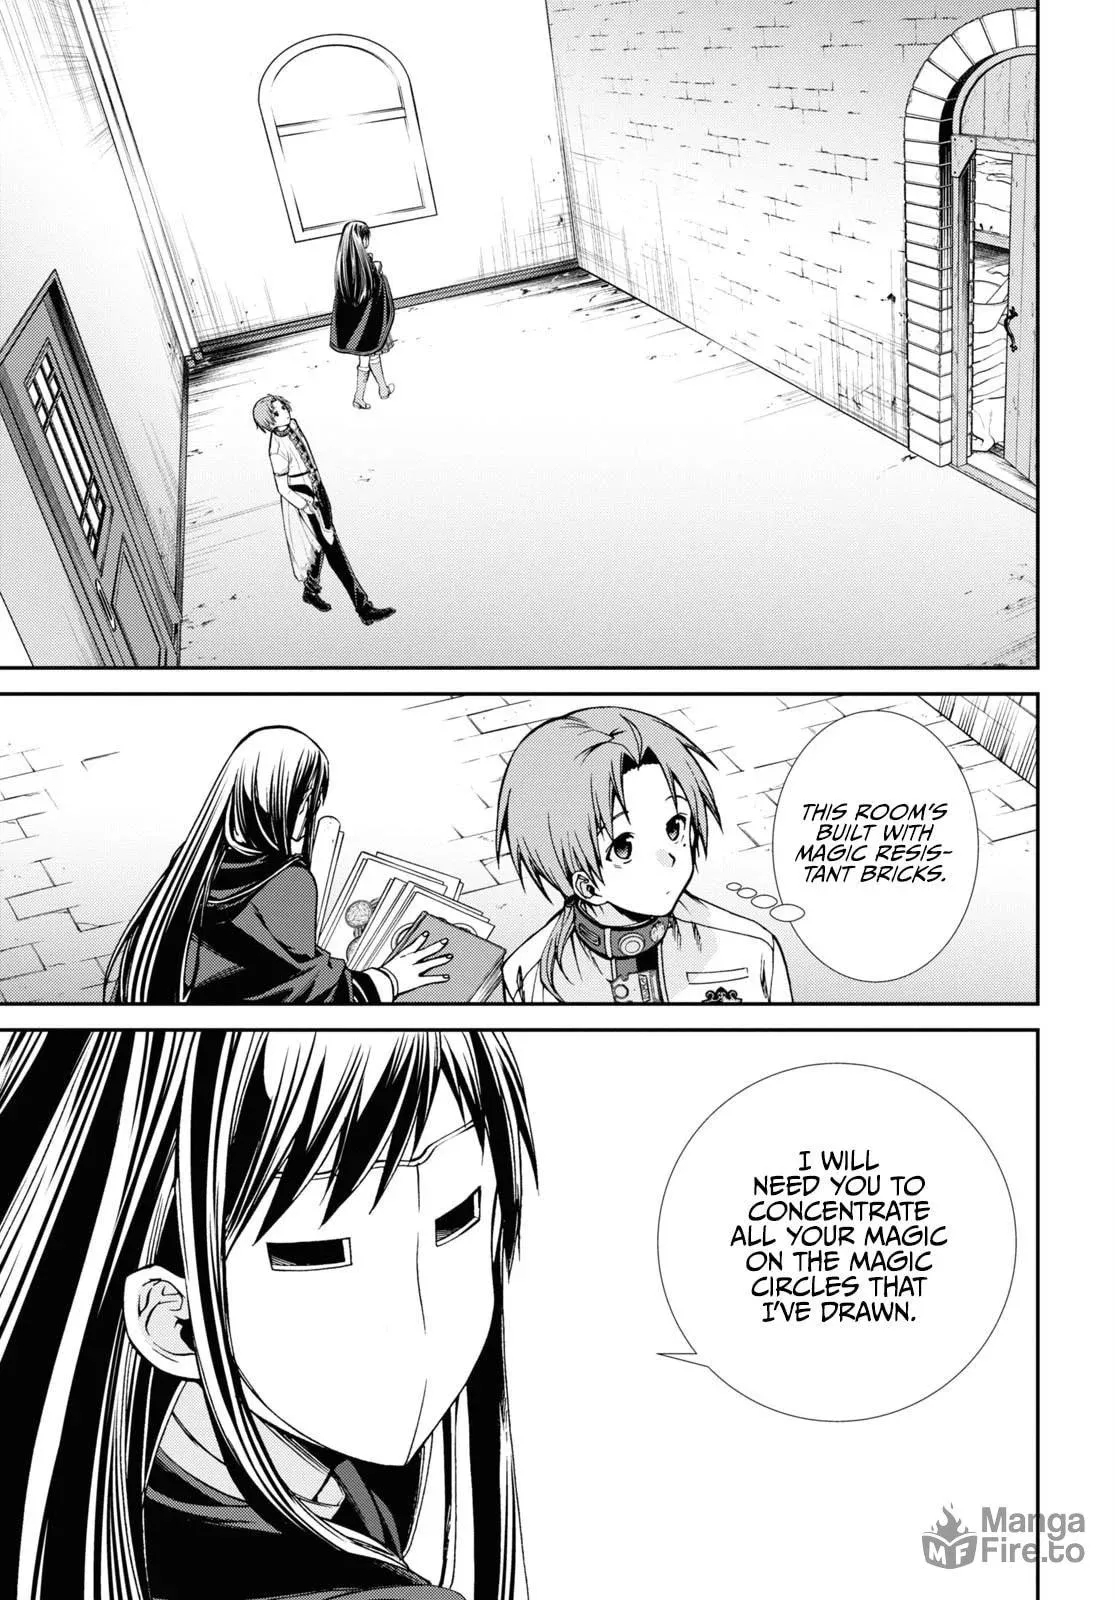 THIS ROOM'S
BUILT WITH
MAGIC RESIS-
TANT BRICKS.
I WILL
NEED YOU TO
CONCENTRATE
ALL YOUR MAGIC
ON THE MAGIC
CIRCLES THAT
I'VE DRAWN.
MF
Manga
Fire.to